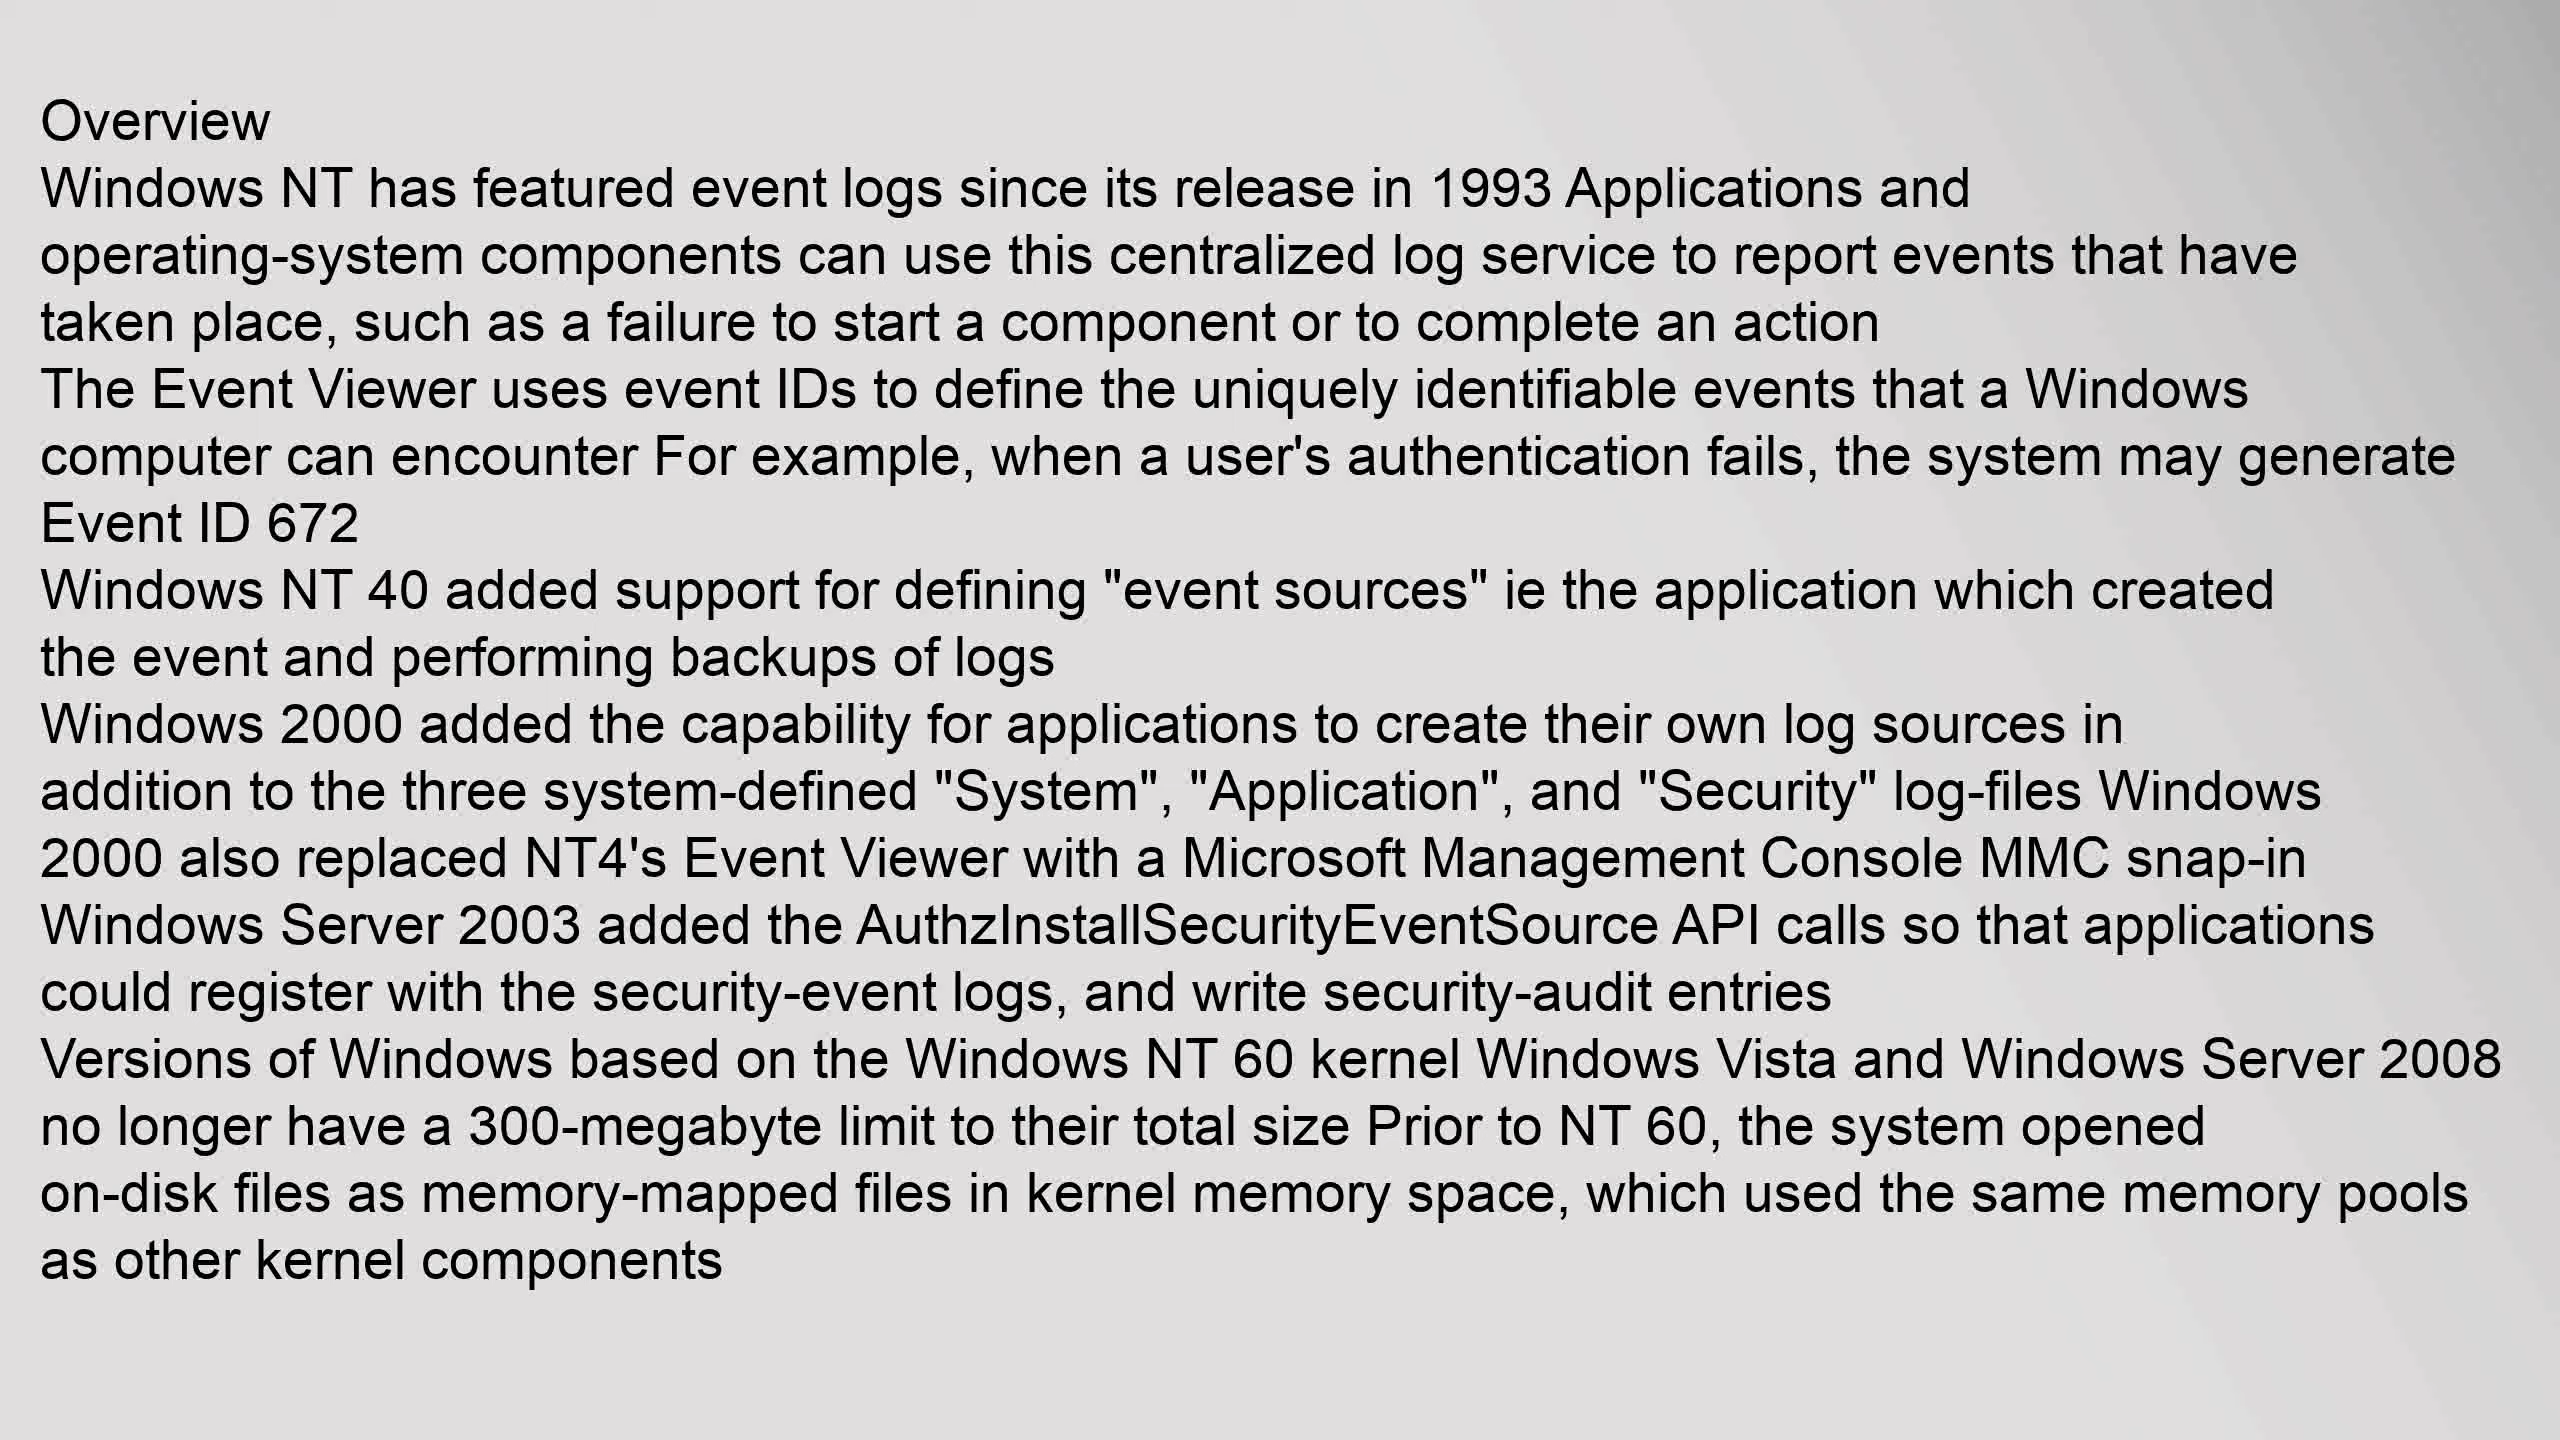 Overview
Windows NT has featured event logs since its release in 1993 Applications and
operating-system components can use this centralized log service to report events that have
taken place, such as a failure to start a component or to complete an action
The Event Viewer uses event IDs to define the uniquely identifiable events that a Windows
computer can encounter For example, when a user's authentication fails, the system may generate
Event ID 672
Windows NT 40 added support for defining "event sources" ie the application which created
the event and performing backups of logs
Windows 2000 added the capability for applications to create their own log sources in
addition to the three system-defined "System", "Application", and "Security" log-files Windows
2000 also replaced NT4's Event Viewer with a Microsoft Management Console MMC snap-in
Windows Server 2003 added the AuthzInstallSecurityEventSource API calls so that applications
could register with the security-event logs, and write security-audit entries
Versions of Windows based on the Windows NT 60 kernel Windows Vista and Windows Server 2008
no longer have a 300-megabyte limit to their total size Prior to NT 60, the system opened
on-disk files as memory-mapped files in kernel memory space, which used the same memory pools
as other kernel components